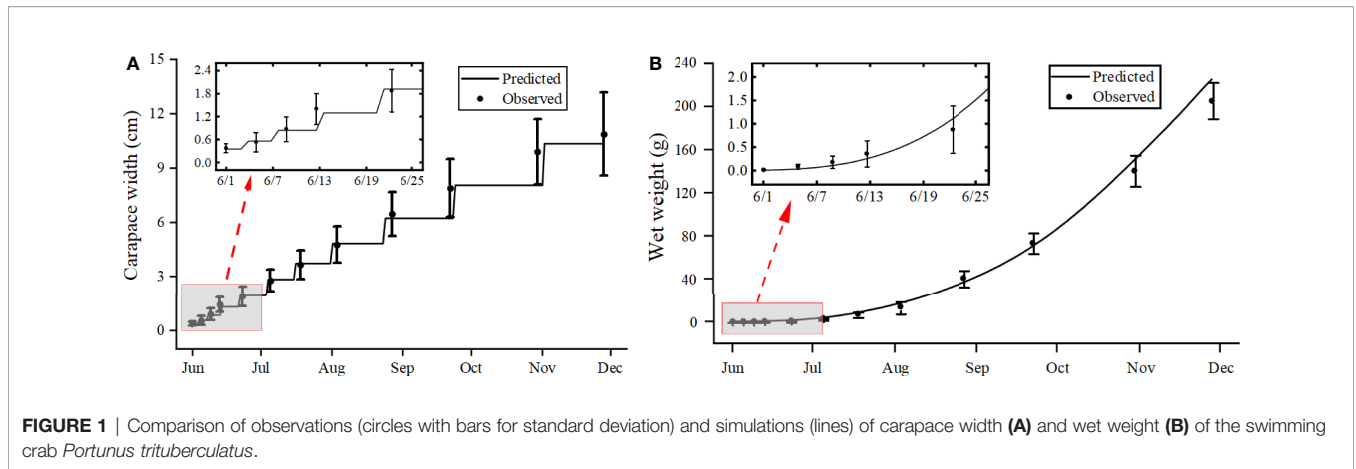 A
15
12
9
6
3
0
Carapace width (cm)
2.4
1.8
1.2
0.6
0.0
6/1 6/7 6/13 6/19 6/25
Predicted
Observed
Jun Jul Aug Sep Oct Nov Dec
B
240
200
160
120
80
40
0
Wet weight (g)
2.0
1.5
1.0
0.5
0.0
6/1 6/7 6/13 6/19 6/25
Predicted
Observed
Jun Jul Aug Sep Oct Nov Dec
FIGURE 1 | Comparison of observations (circles with bars for standard deviation) and simulations (lines) of carapace width (A) and wet weight (B) of the swimming
crab Portunus trituberculatus.